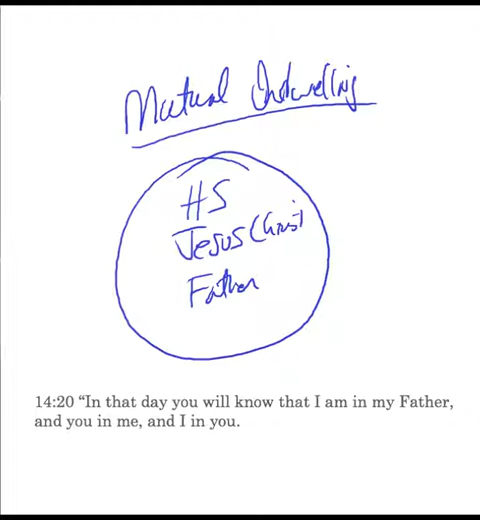 Mutual Indwelling
HS
Jesus Christ
Father
14:20 “In that day you will know that I am in my Father,
and you in me, and I in you.